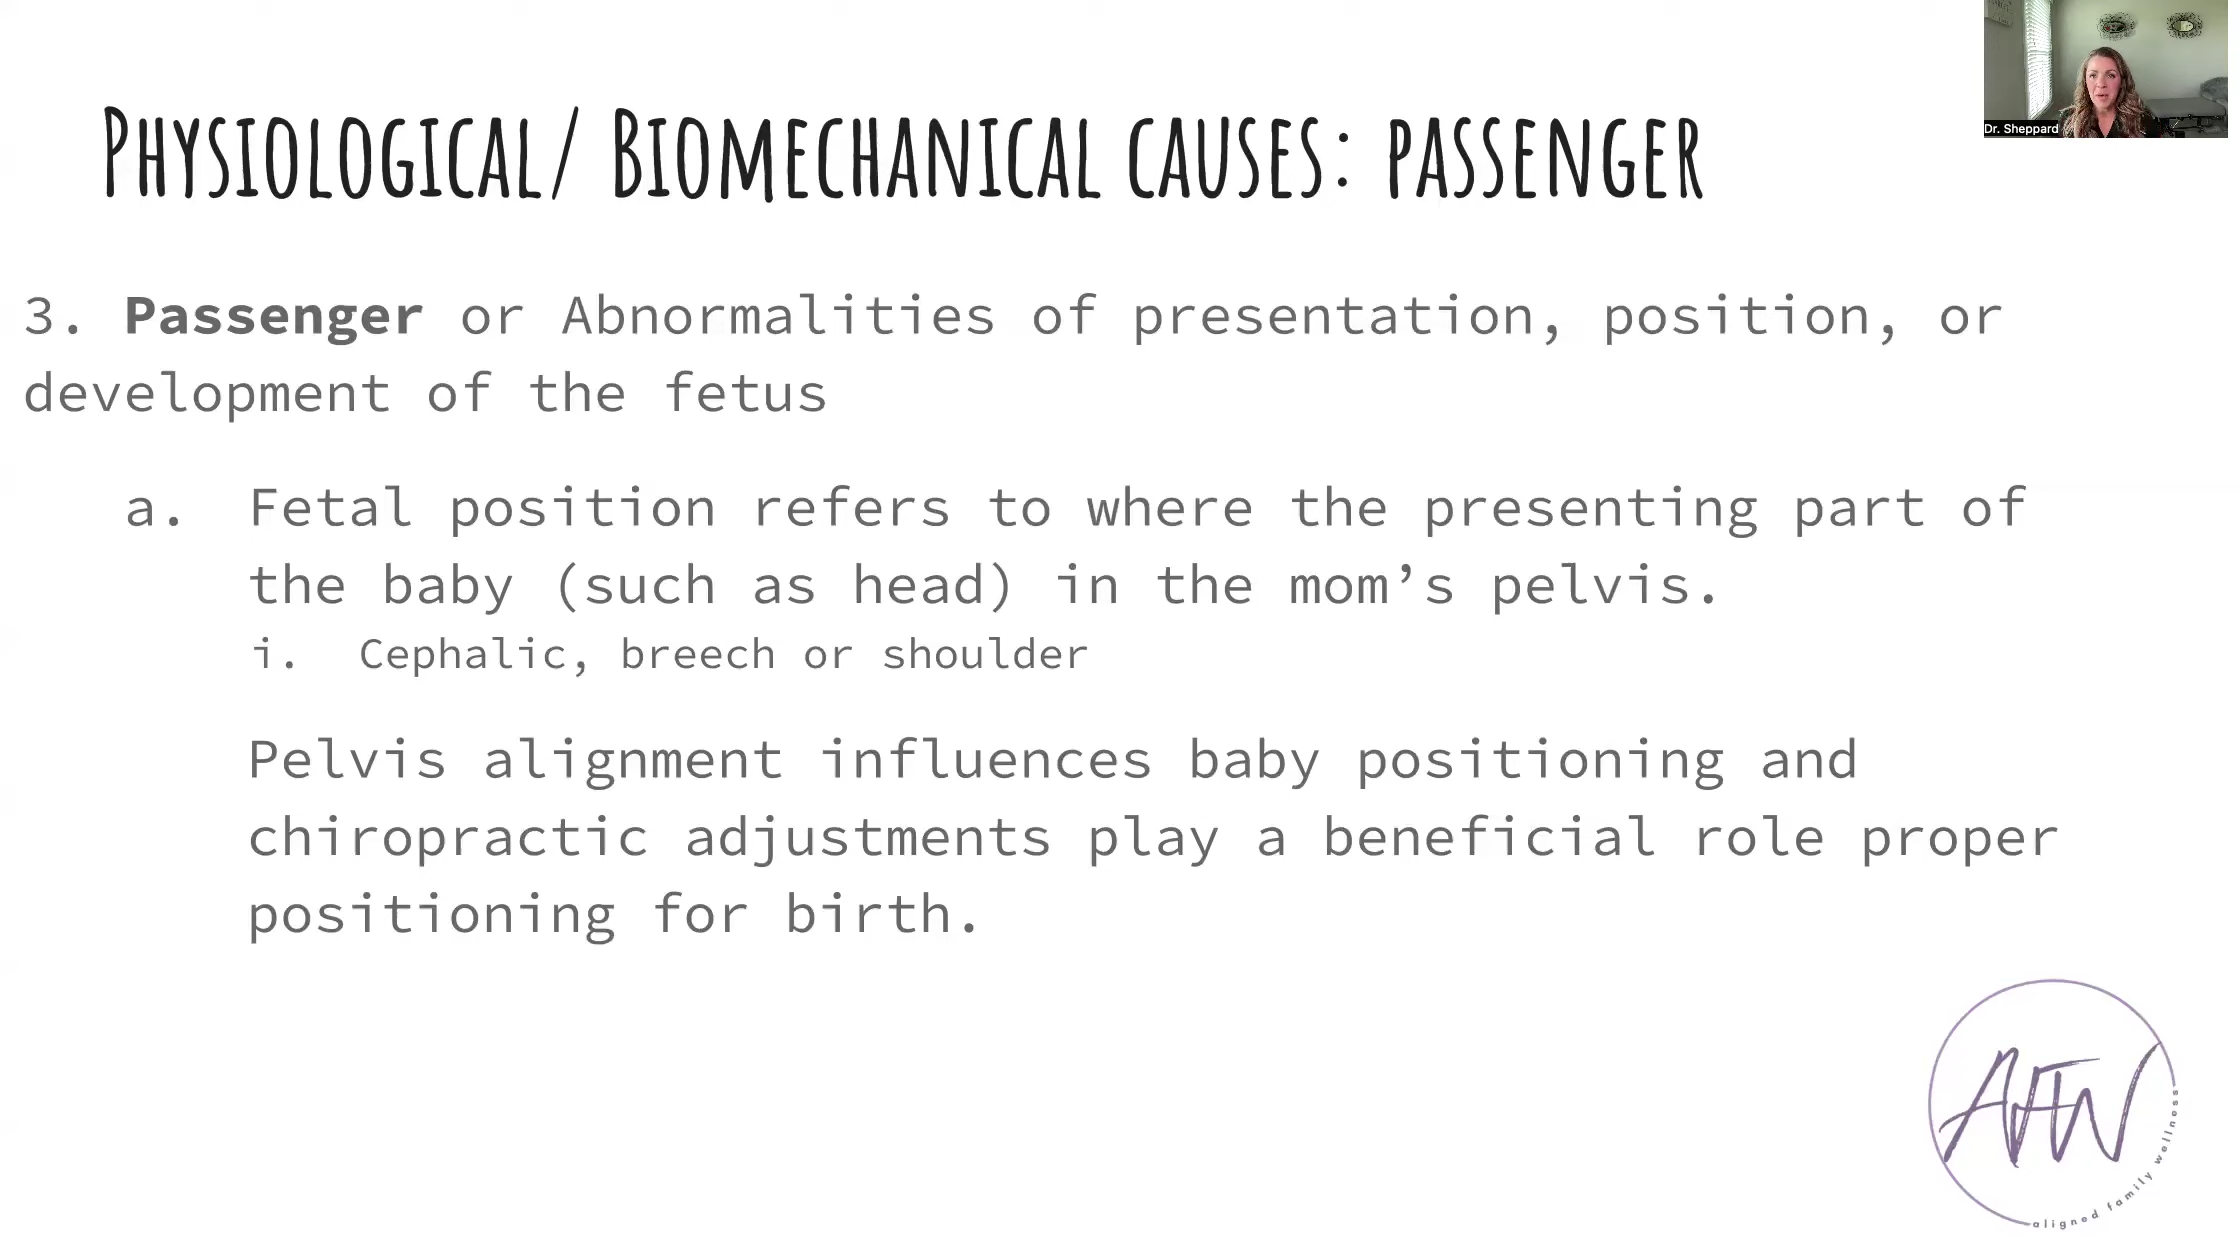 Physiological/ Biomechanical causes: passenger
Dr. Sheppard
3. Passenger or Abnormalities of presentation, position, or
development of the fetus
a. Fetal position refers to where the presenting part of
the baby (such as head) in the mom’s pelvis.
i. Cephalic, breech or shoulder
Pelvis alignment influences baby positioning and
chiropractic adjustments play a beneficial role proper
positioning for birth.
AFW
aligned family wellness